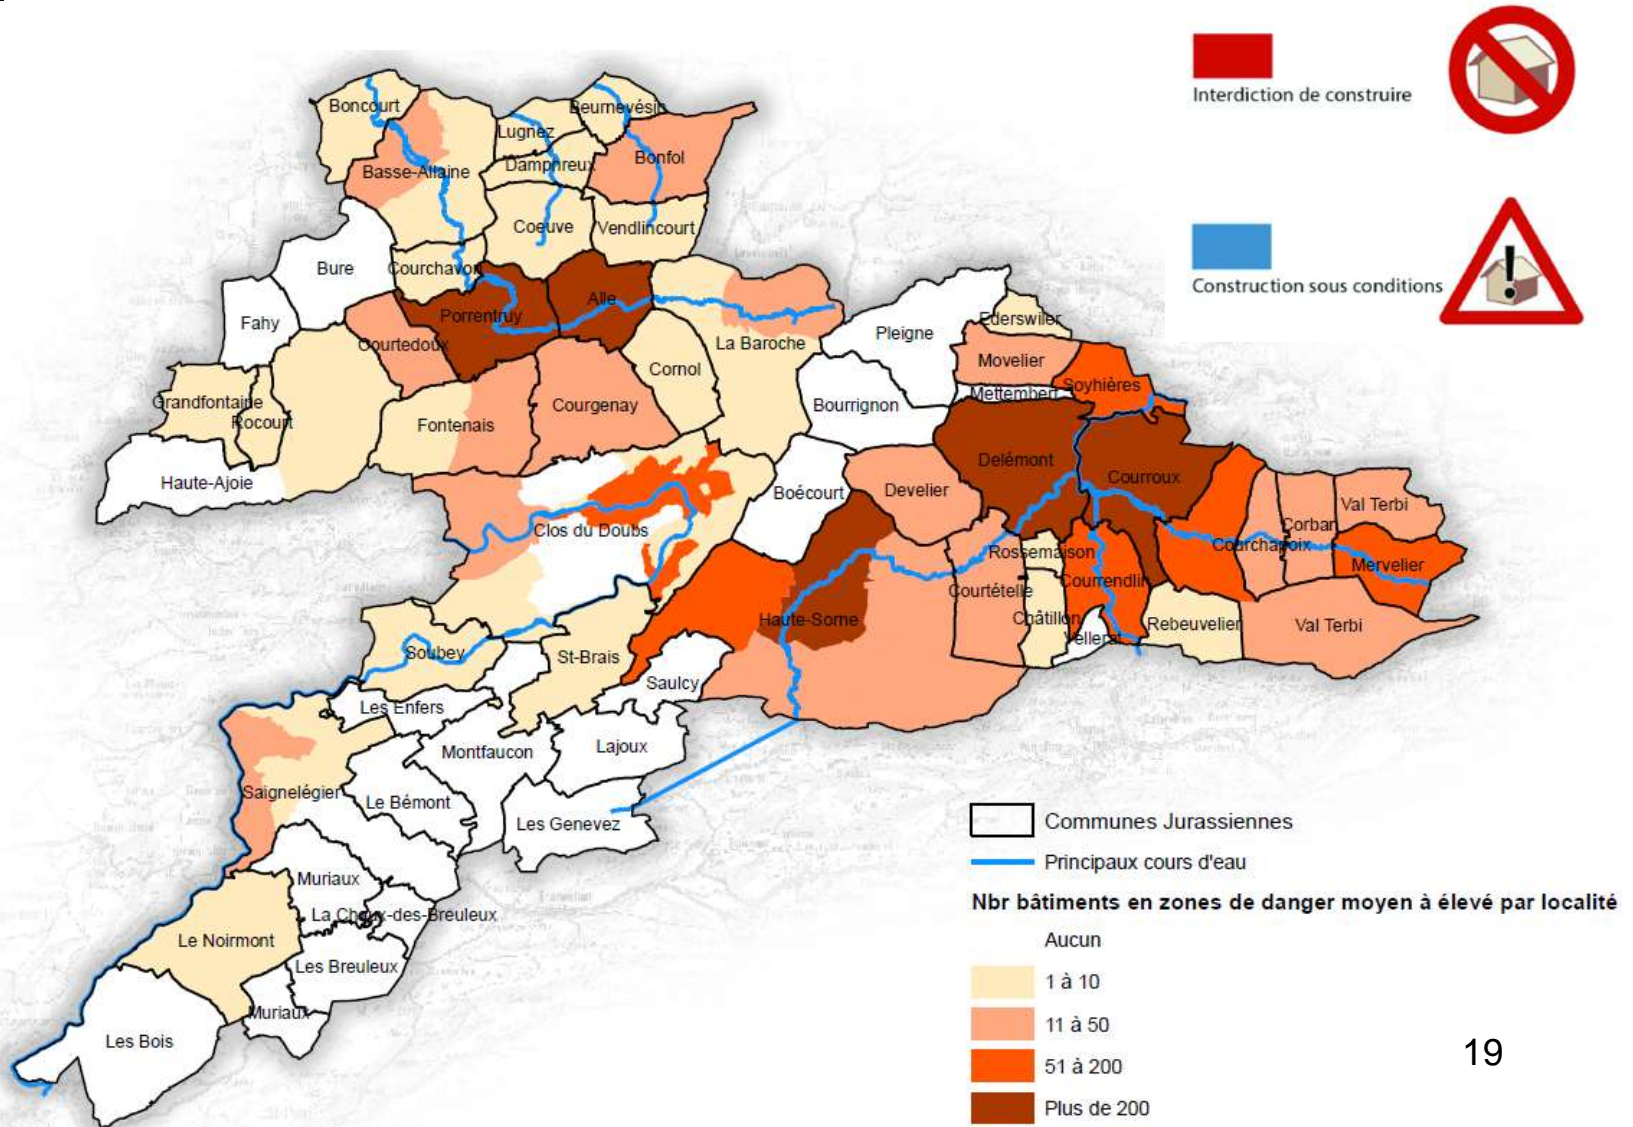 Interdiction de construire
Construction sous conditions
Boncourt
Beurnevésin
Lugnez
Bonfol
Damphreux
Basse-Allaine
Coeuve
Vendlincourt
Bure
Courchavon
Alle
Porrentruy
Fahy
Courtedoux
La Baroche
Pleigne
Ederswiler
Movelier
Soyhières
Mettembert
Cornol
Grandfontaine
Rocourt
Fontenais
Courgenay
Bourrignon
Haute-Ajoie
Delémont
Courroux
Boécourt
Develier
Val Terbi
Corban
Clos du Doubs
Courchapoix
Rossemaison
Mervelier
Courrendlin
Courtételle
Haute-Sorne
Châtillon
Rebeuvelier
Val Terbi
Vellerat
Soubey
St-Brais
Saulcy
Les Enfers
Montfaucon
Lajoux
Saignelégier
Le Bémont
Les Genevez
Muriaux
La Chaux-des-Breuleux
Le Noirmont
Les Breuleux
Muriaux
Les Bois
Communes Jurassiennes
Principaux cours d'eau
Nbr bâtiments en zones de danger moyen à élevé par localité
Aucun
1 à 10
11 à 50
51 à 200
Plus de 200
19